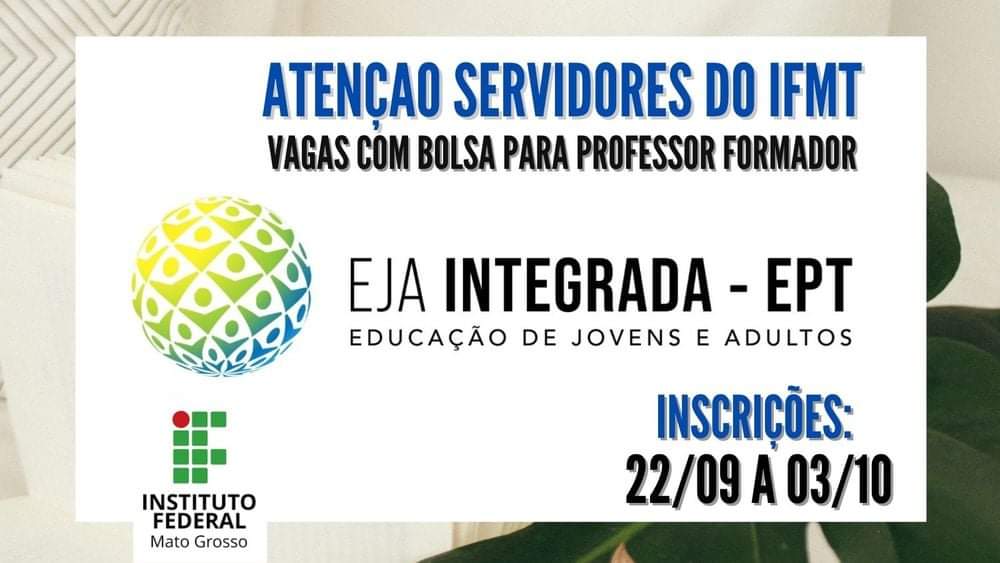 ATENÇAO SERVIDORES DO IFMT
VAGAS COM BOLSA PARA PROFESSOR FORMADOR
EJA INTEGRADA - EPT
EDUCAÇÃO DE JOVENS E ADULTOS
INSCRIÇÕES:
22/09 A 03/10
INSTITUTO
FEDERAL
Mato Grosso